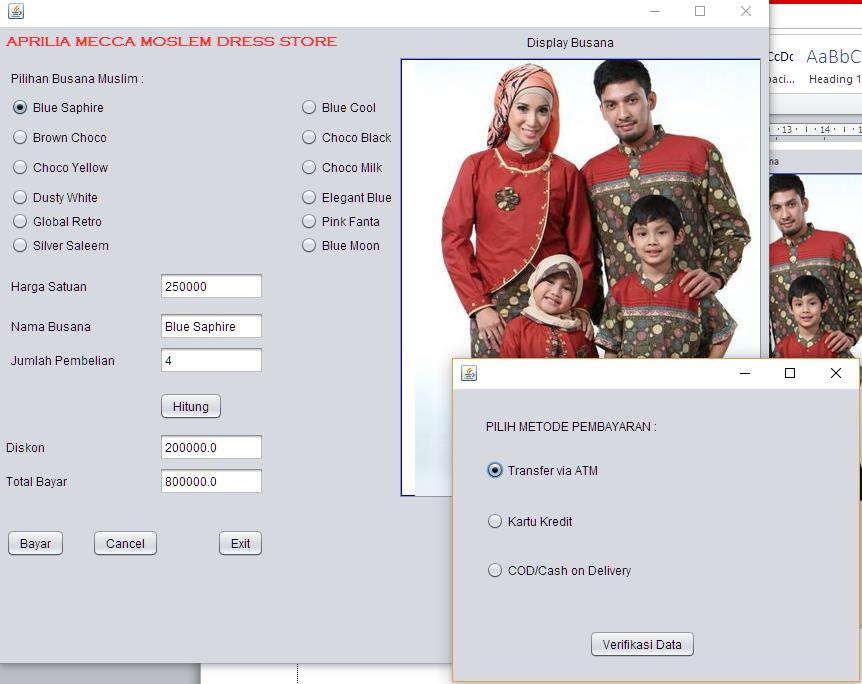 APRILIA MECCA MOSLEM DRESS STORE
Display Busana
Pilihan Busana Muslim :
Blue Saphire
Blue Cool
Brown Choco
Choco Black
Choco Yellow
Choco Milk
Dusty White
Elegant Blue
Global Retro
Pink Fanta
Silver Saleem
Blue Moon
Harga Satuan
250000
Nama Busana
Blue Saphire
Jumlah Pembelian
4
Hitung
Diskon
200000.0
Total Bayar
800000.0
Bayar
Cancel
Exit
PILIH METODE PEMBAYARAN :
Transfer via ATM
Kartu Kredit
COD/Cash on Delivery
Verifikasi Data
AaBbC
Heading 1
13 14